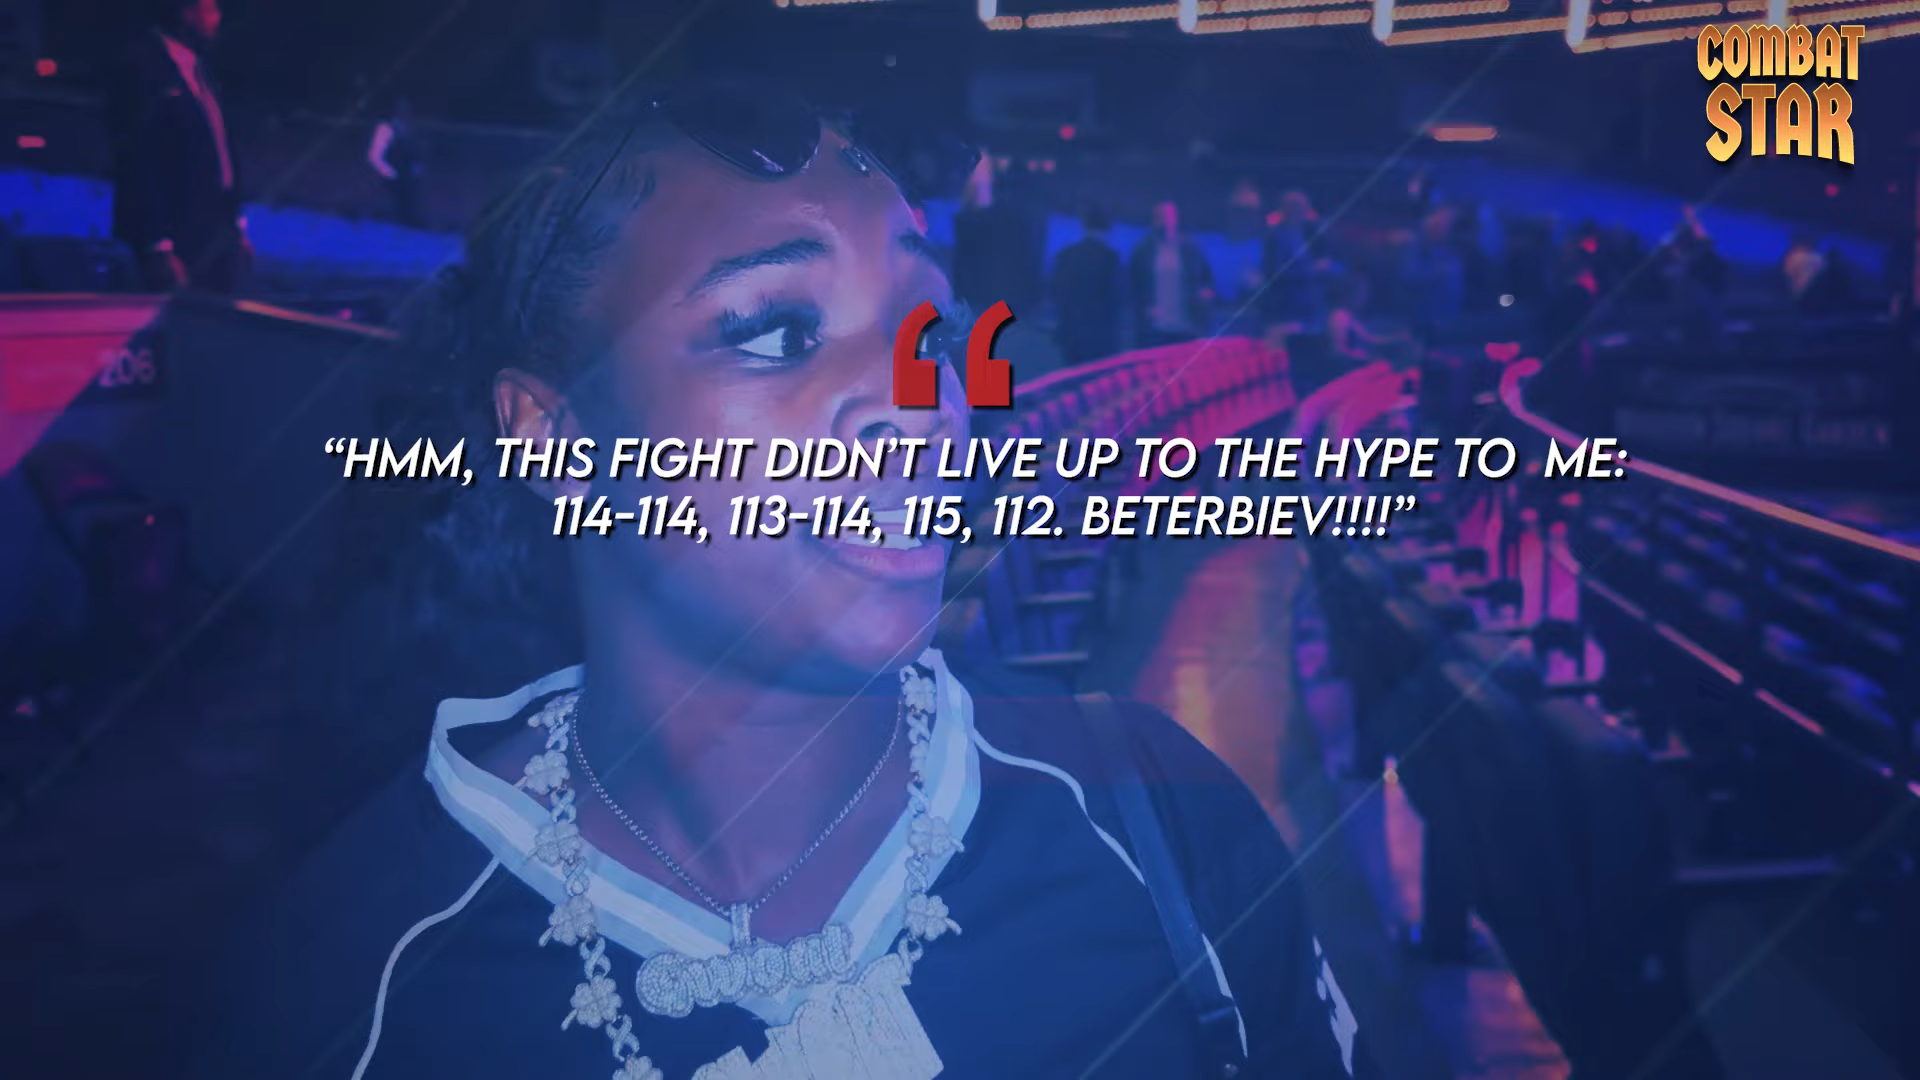 COMBAT
STAR
206
“
“HMM, THIS FIGHT DIDN’T LIVE UP TO THE HYPE TO ME:
114-114, 113-114, 115, 112. BETERBIEV!!!!”